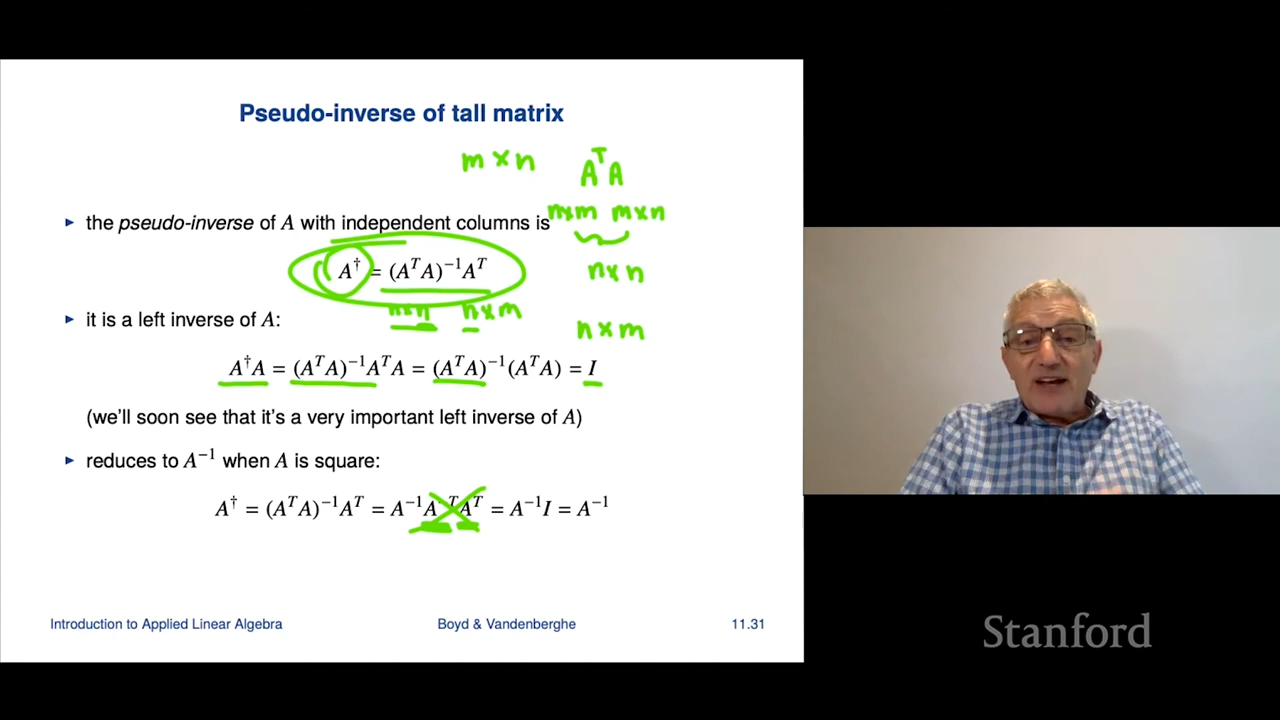 Pseudo-inverse of tall matrix
m × n
AᵀA
▶ the pseudo-inverse of A with independent columns is
n×m m×n
A† = (AᵀA)⁻¹Aᵀ
n×n
n×n n×m
▶ it is a left inverse of A:
n×m
A†A = (AᵀA)⁻¹AᵀA = (AᵀA)⁻¹(AᵀA) = I
(we'll soon see that it's a very important left inverse of A)
▶ reduces to A⁻¹ when A is square:
A† = (AᵀA)⁻¹Aᵀ = A⁻¹A⁻ᵀAᵀ = A⁻¹I = A⁻¹
Introduction to Applied Linear Algebra
Boyd & Vandenberghe
11.31
Stanford